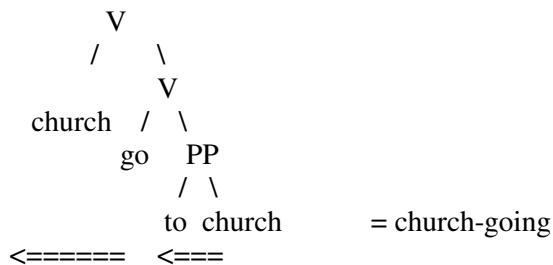 V
/ \
V
church / \
go PP
/ \
to church = church-going
<====== <===